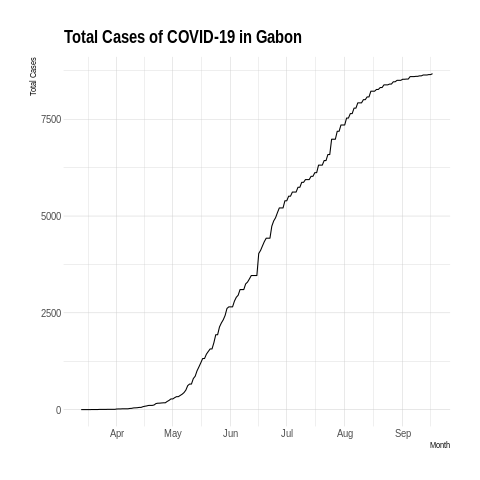 Total Cases of COVID-19 in Gabon
Total Cases
7500
5000
2500
0
Apr May Jun Jul Aug Sep
Month